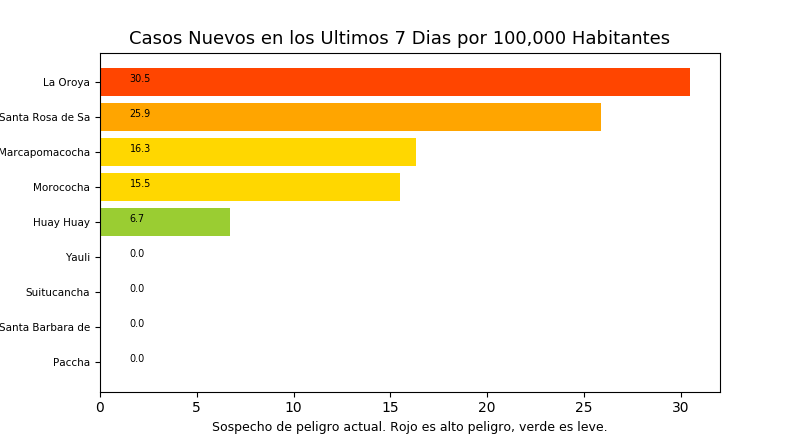 Casos Nuevos en los Ultimos 7 Dias por 100,000 Habitantes
La Oroya 30.5
Santa Rosa de Sa 25.9
Marcapomacocha 16.3
Morococha 15.5
Huay Huay 6.7
Yauli 0.0
Suitucancha 0.0
Santa Barbara de 0.0
Paccha 0.0
0 5 10 15 20 25 30
Sospecho de peligro actual. Rojo es alto peligro, verde es leve.